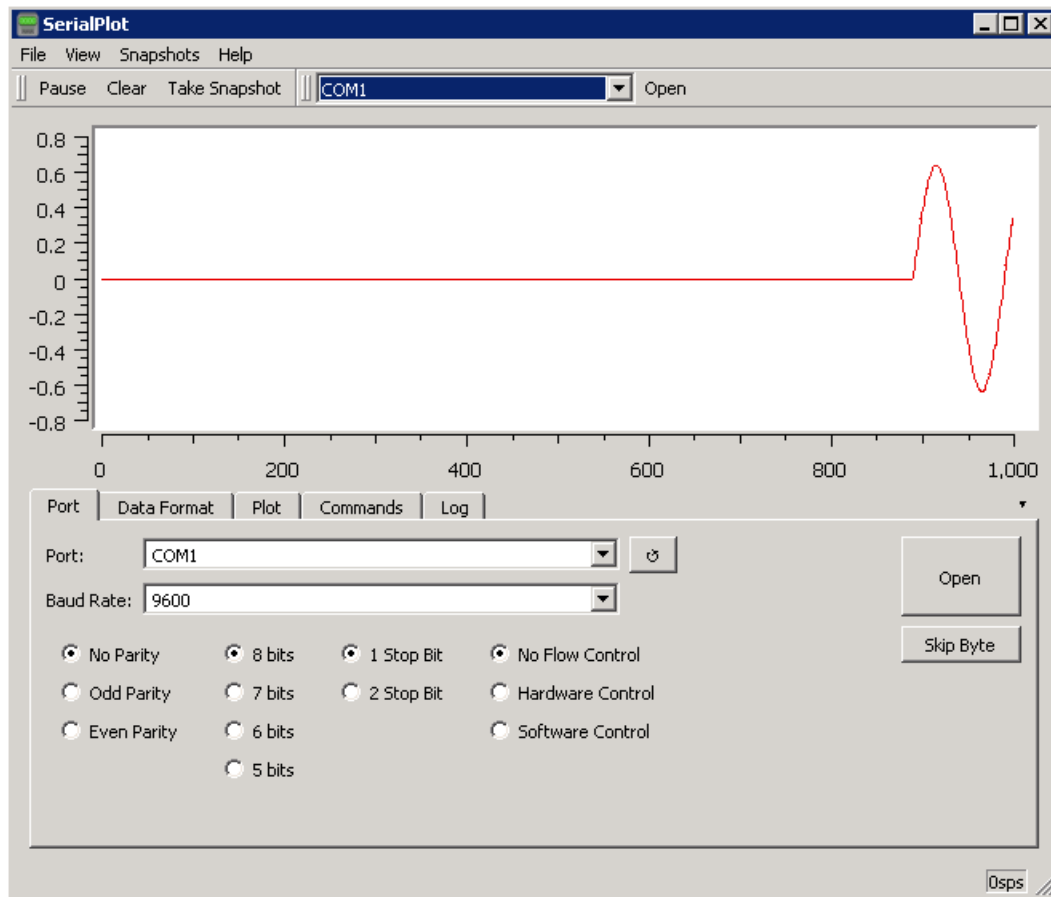 SerialPlot
File View Snapshots Help
Pause Clear Take Snapshot COM1 Open
0.8
0.6
0.4
0.2
0
-0.2
-0.4
-0.6
-0.8
0 200 400 600 800 1,000
Port Data Format Plot Commands Log
Port: COM1
Open
Baud Rate: 9600
Skip Byte
No Parity 8 bits 1 Stop Bit No Flow Control
Odd Parity 7 bits 2 Stop Bit Hardware Control
Even Parity 6 bits Software Control
5 bits
0sps